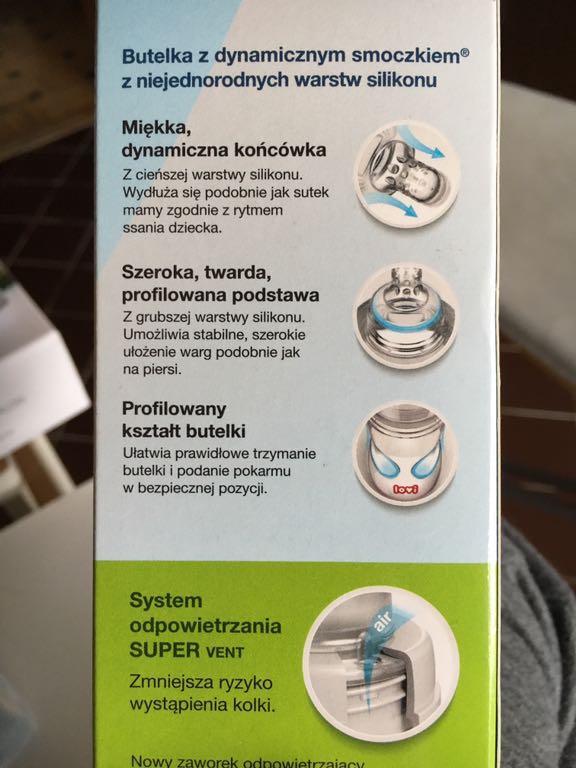 Butelka z dynamicznym smoczkiem®
z niejednorodnych warstw silikonu
Miękka,
dynamiczna końcówka
Z cieńszej warstwy silikonu.
Wydłuża się podobnie jak sutek
mamy zgodnie z rytmem
ssania dziecka.
Szeroka, twarda,
profilowana podstawa
Z grubszej warstwy silikonu.
Umożliwia stabilne, szerokie
ułożenie warg podobnie jak
na piersi.
Profilowany
kształt butelki
Ułatwia prawidłowe trzymanie
butelki i podanie pokarmu
w bezpiecznej pozycji.
lovi
System
odpowietrzania
SUPER VENT
air
Zmniejsza ryzyko
wystąpienia kolki.
Nowy zaworek odpowietrzający